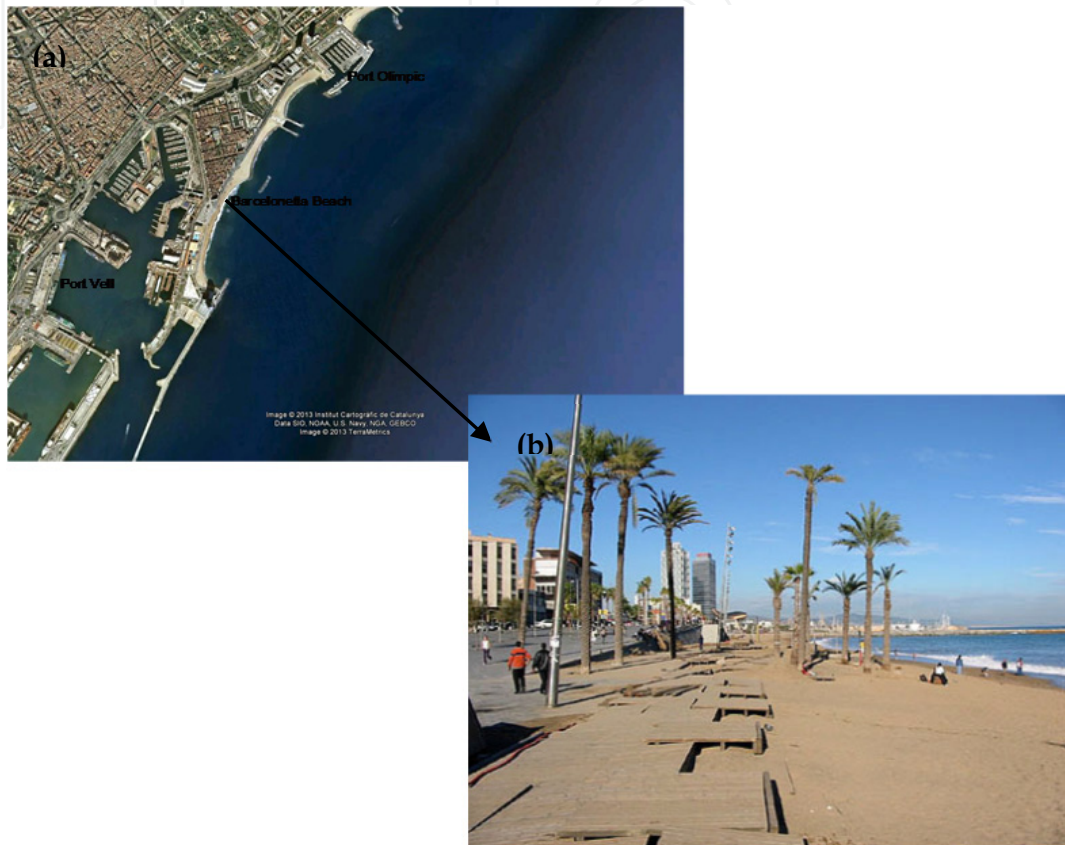 (a)
Port Olimpic
Barcelonetta Beach
Port Vell
Image © 2013 Institut Cartogràfic de Catalunya
Data SIO, NOAA, U.S. Navy, NGA, GEBCO
Image © 2013 TerraMetrics
(b)